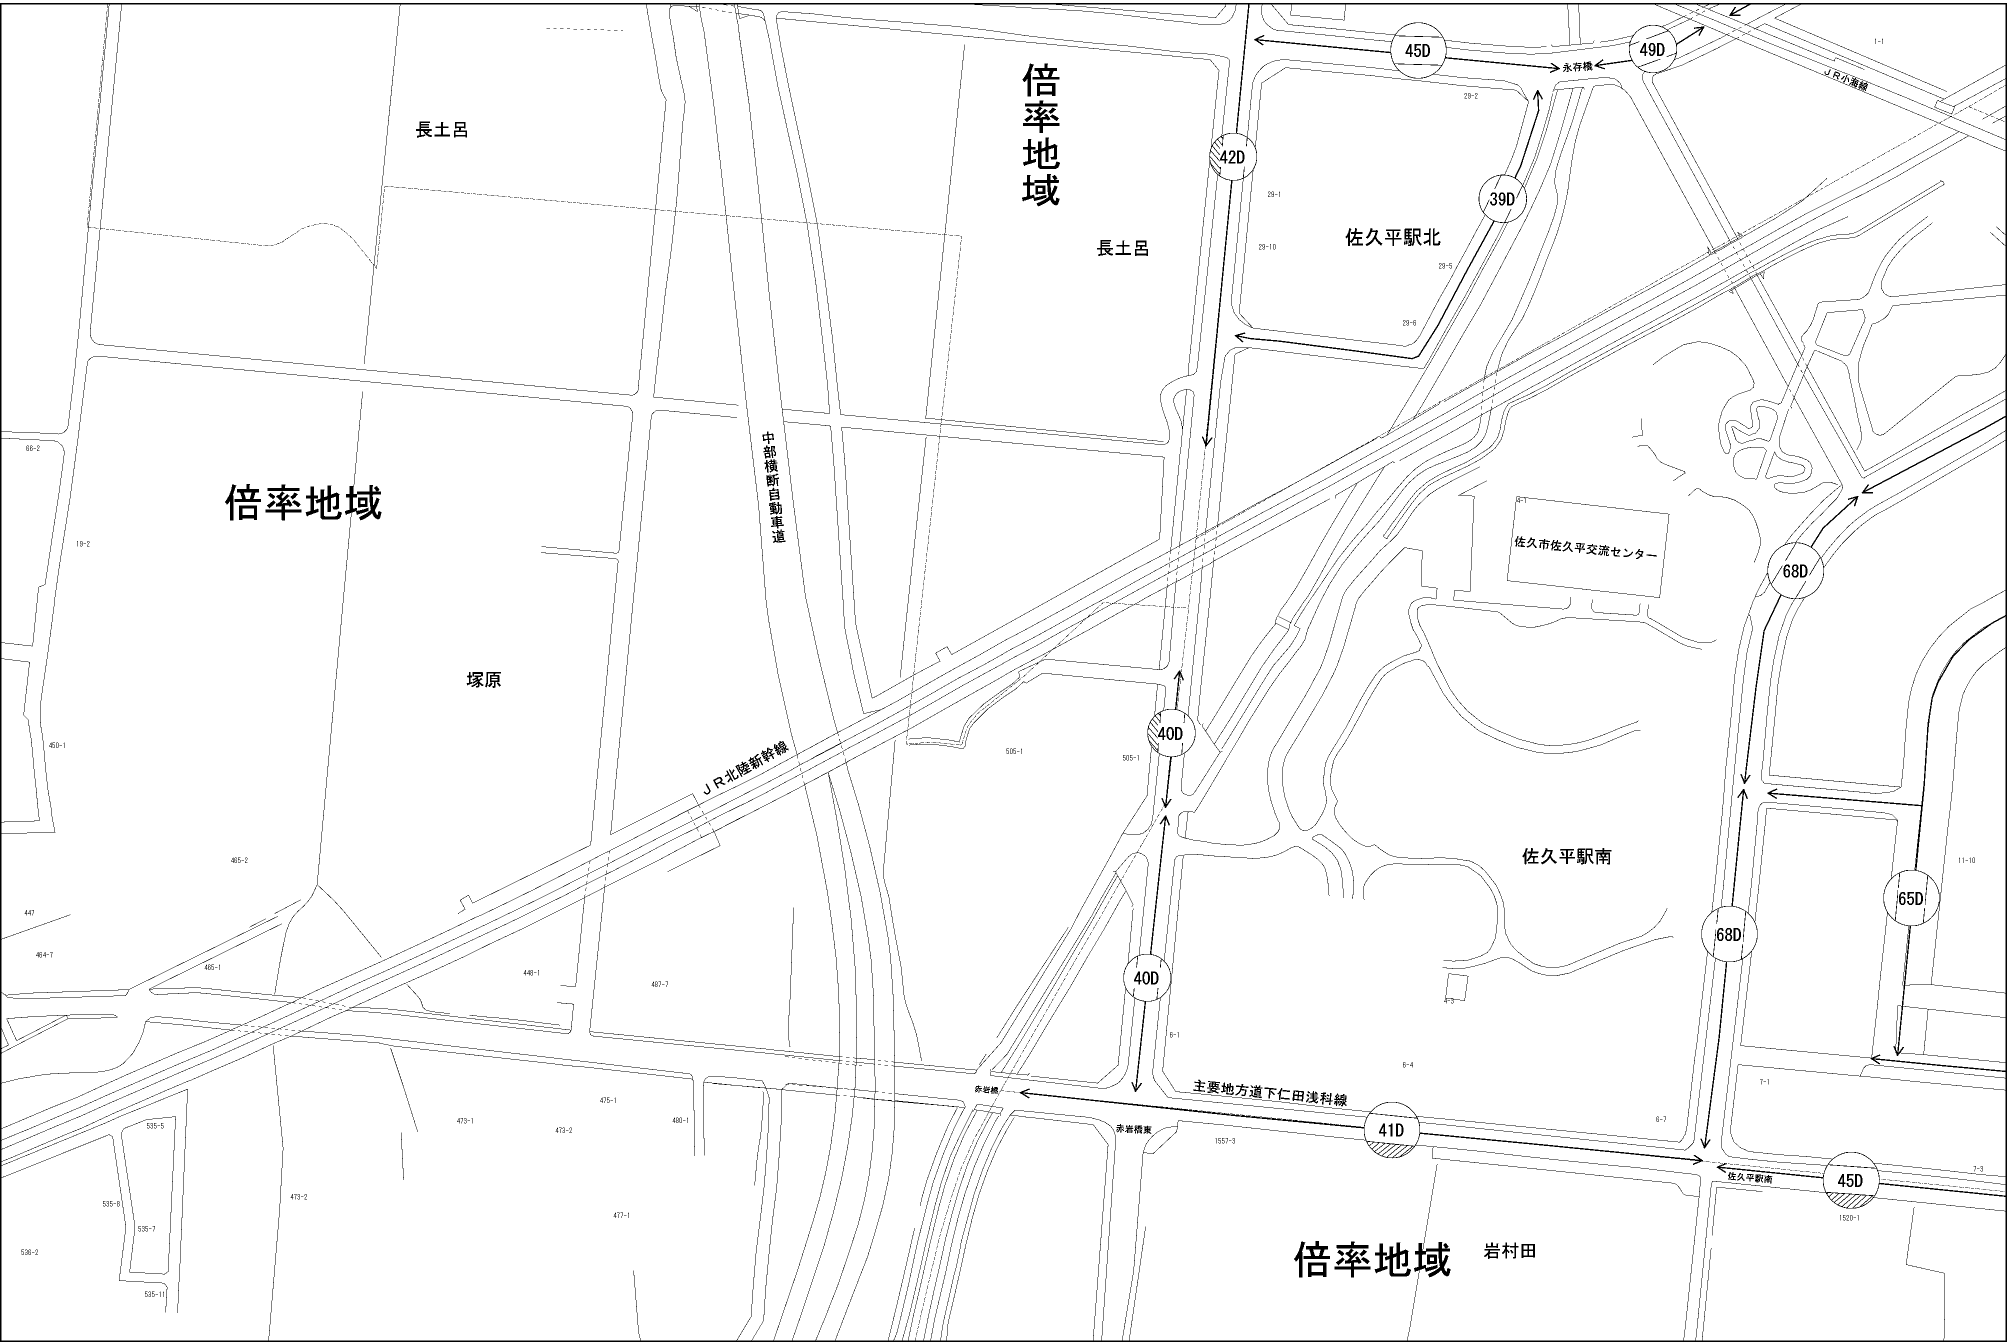 45D
49D
永存橋
1-1
JR小海線
29-2
倍率地域
長土呂
42D
39D
29-1
佐久平駅北
29-10
長土呂
29-5
29-6
66-2
中部横断自動車道
倍率地域
4-1
19-2
佐久市佐久平交流センター
68D
塚原
40D
450-1
JR北陸新幹線
505-1
505-1
465-2
佐久平駅南
11-10
65D
447
68D
464-7
465-1
448-1
487-7
40D
4-3
6-1
6-4
7-1
赤岩橋
主要地方道下仁田浅科線
475-1
473-1
480-1
6-7
535-5
473-2
赤岩橋東
41D
1557-3
7-3
佐久平駅南
45D
473-2
535-8
477-1
1520-1
535-7
536-2
倍率地域
岩村田
535-11